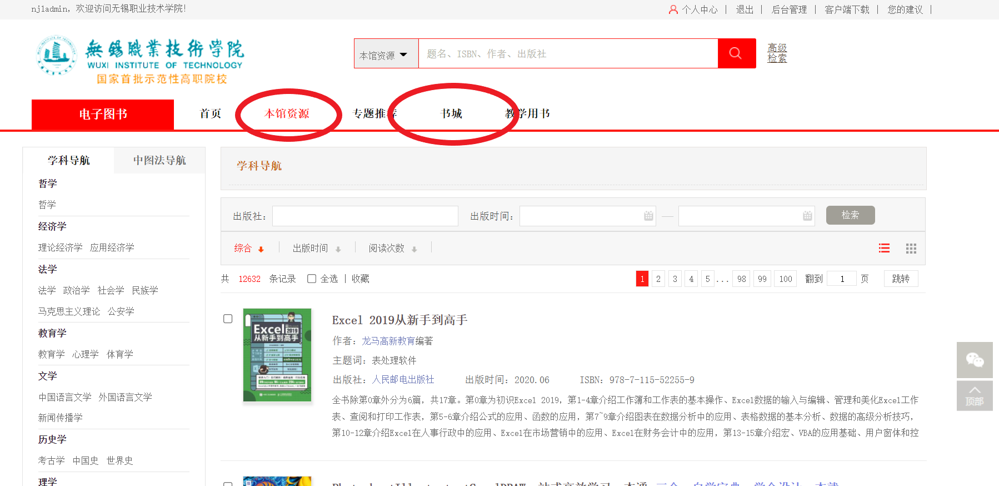 njladmin，欢迎访问无锡职业技术学院！
个人中心 | 退出 | 后台管理 | 客户端下载 | 您的建议 |
無錫職業技術學院
WUXI INSTITUTE OF TECHNOLOGY
国家首批示范性高职院校
本馆资源 题名、ISBN、作者、出版社
高级
检索
电子图书 首页 本馆资源 专题推荐 书城 教学用书
学科导航 中图法导航
哲学
哲学
经济学
理论经济学 应用经济学
法学
法学 政治学 社会学 民族学
马克思主义理论 公安学
教育学
教育学 心理学 体育学
文学
中国语言文学 外国语言文学
新闻传播学
历史学
考古学 中国史 世界史
理学
学科导航
出版社： 出版时间： — 检索
综合 出版时间 阅读次数
共 12632 条记录 全选 | 收藏
1 2 3 4 5 ... 98 99 100 翻到 1 页 跳转
Excel 2019
从新手到高手
Excel 2019从新手到高手
作者：龙马高新教育编著
主题词：表处理软件
出版社：人民邮电出版社 出版时间：2020.06 ISBN：978-7-115-52255-9
全书除第0章外分为6篇，共17章。第0章为初识Excel 2019，第1-4章介绍工作簿和工作表的基本操作、Excel数据的输入与编辑、管理和美化Excel工作
表、查阅和打印工作表，第5-6章介绍公式的应用、函数的应用，第7~9章介绍图表在数据分析中的应用、表格数据的基本分析、数据的高级分析技巧，
第10-12章介绍Excel在人事行政中的应用、Excel在市场营销中的应用、Excel在财务会计中的应用，第13-15章介绍宏、VBA的应用基础、用户窗体和控
顶部